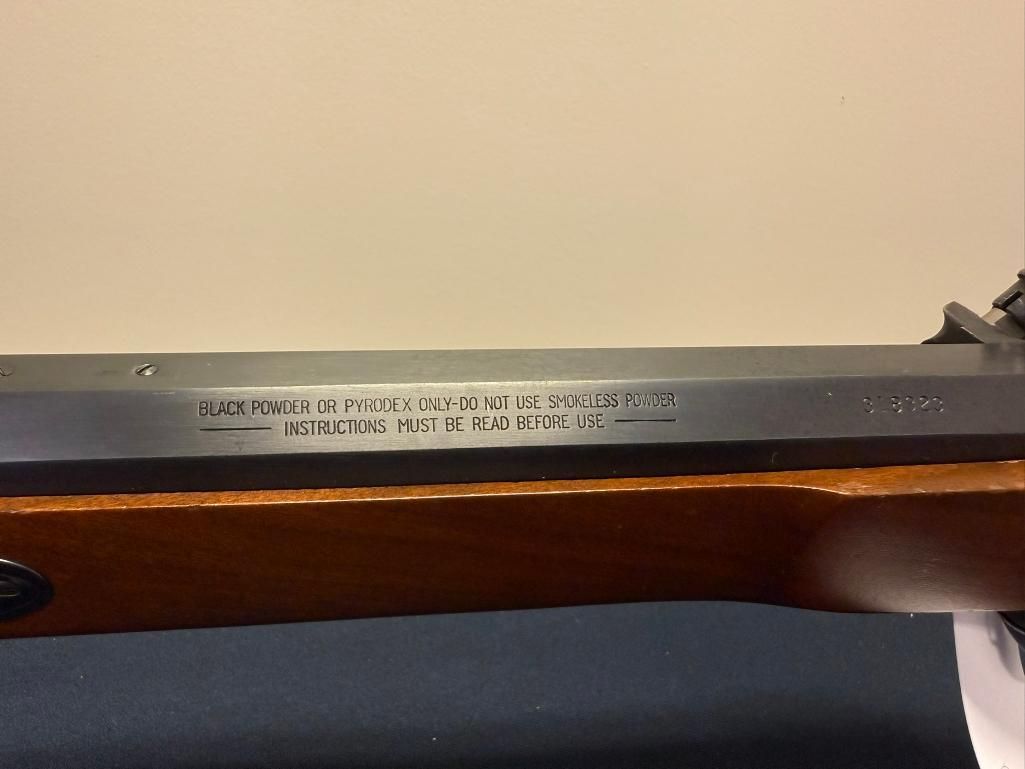 BLACK POWDER OR PYRODEX ONLY-DO NOT USE SMOKELESS POWDER
INSTRUCTIONS MUST BE READ BEFORE USE